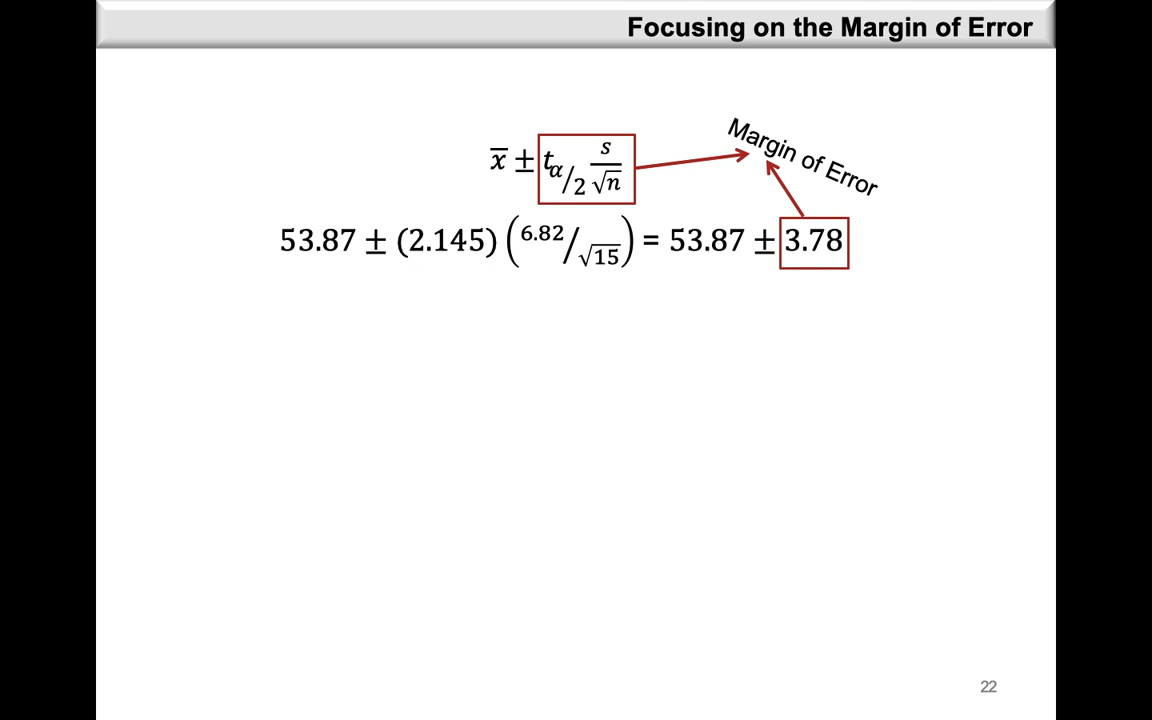 Focusing on the Margin of Error
x̄ ± t α/2 s/√n
Margin of Error
53.87 ± (2.145) (6.82/√15) = 53.87 ± 3.78
22